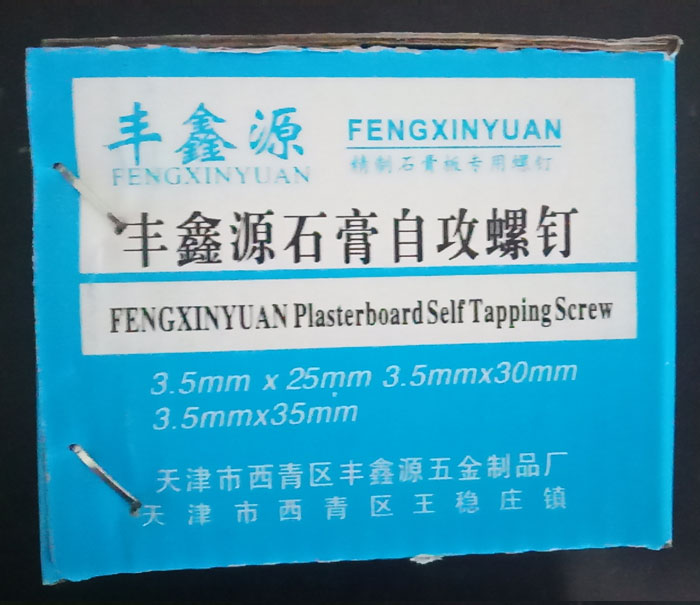 丰鑫源
FENGXINYUAN
FENGXINYUAN
精制石膏板专用螺钉
丰鑫源石膏自攻螺钉
FENGXINYUAN Plasterboard Self Tapping Screw
3.5mm x 25mm 3.5mmx30mm
3.5mmx35mm
天津市西青区丰鑫源五金制品厂
天津市西青区王稳庄镇